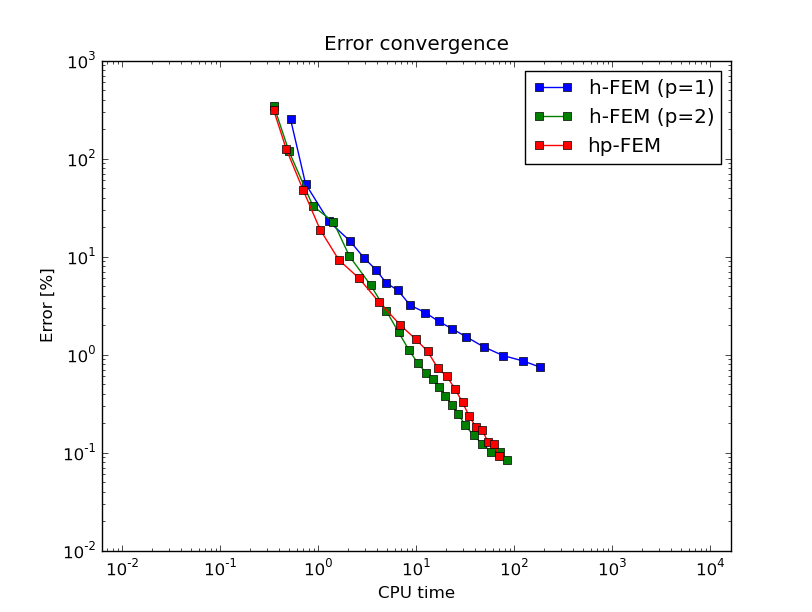 Error convergence
10^3
10^2
10^1
10^0
10^-1
10^-2
Error [%]
h-FEM (p=1)
h-FEM (p=2)
hp-FEM
10^-2 10^-1 10^0 10^1 10^2 10^3 10^4
CPU time